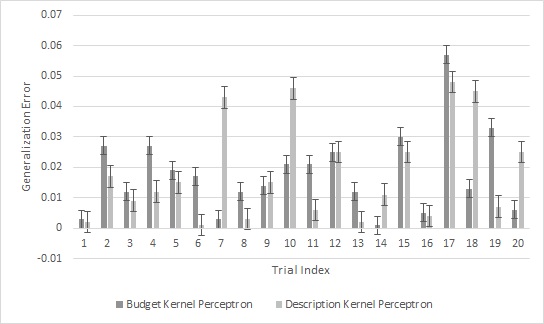 0.07
0.06
0.05
0.04
0.03
0.02
0.01
0
-0.01
Generalization Error
1 2 3 4 5 6 7 8 9 10 11 12 13 14 15 16 17 18 19 20
Trial Index
Budget Kernel Perceptron Description Kernel Perceptron